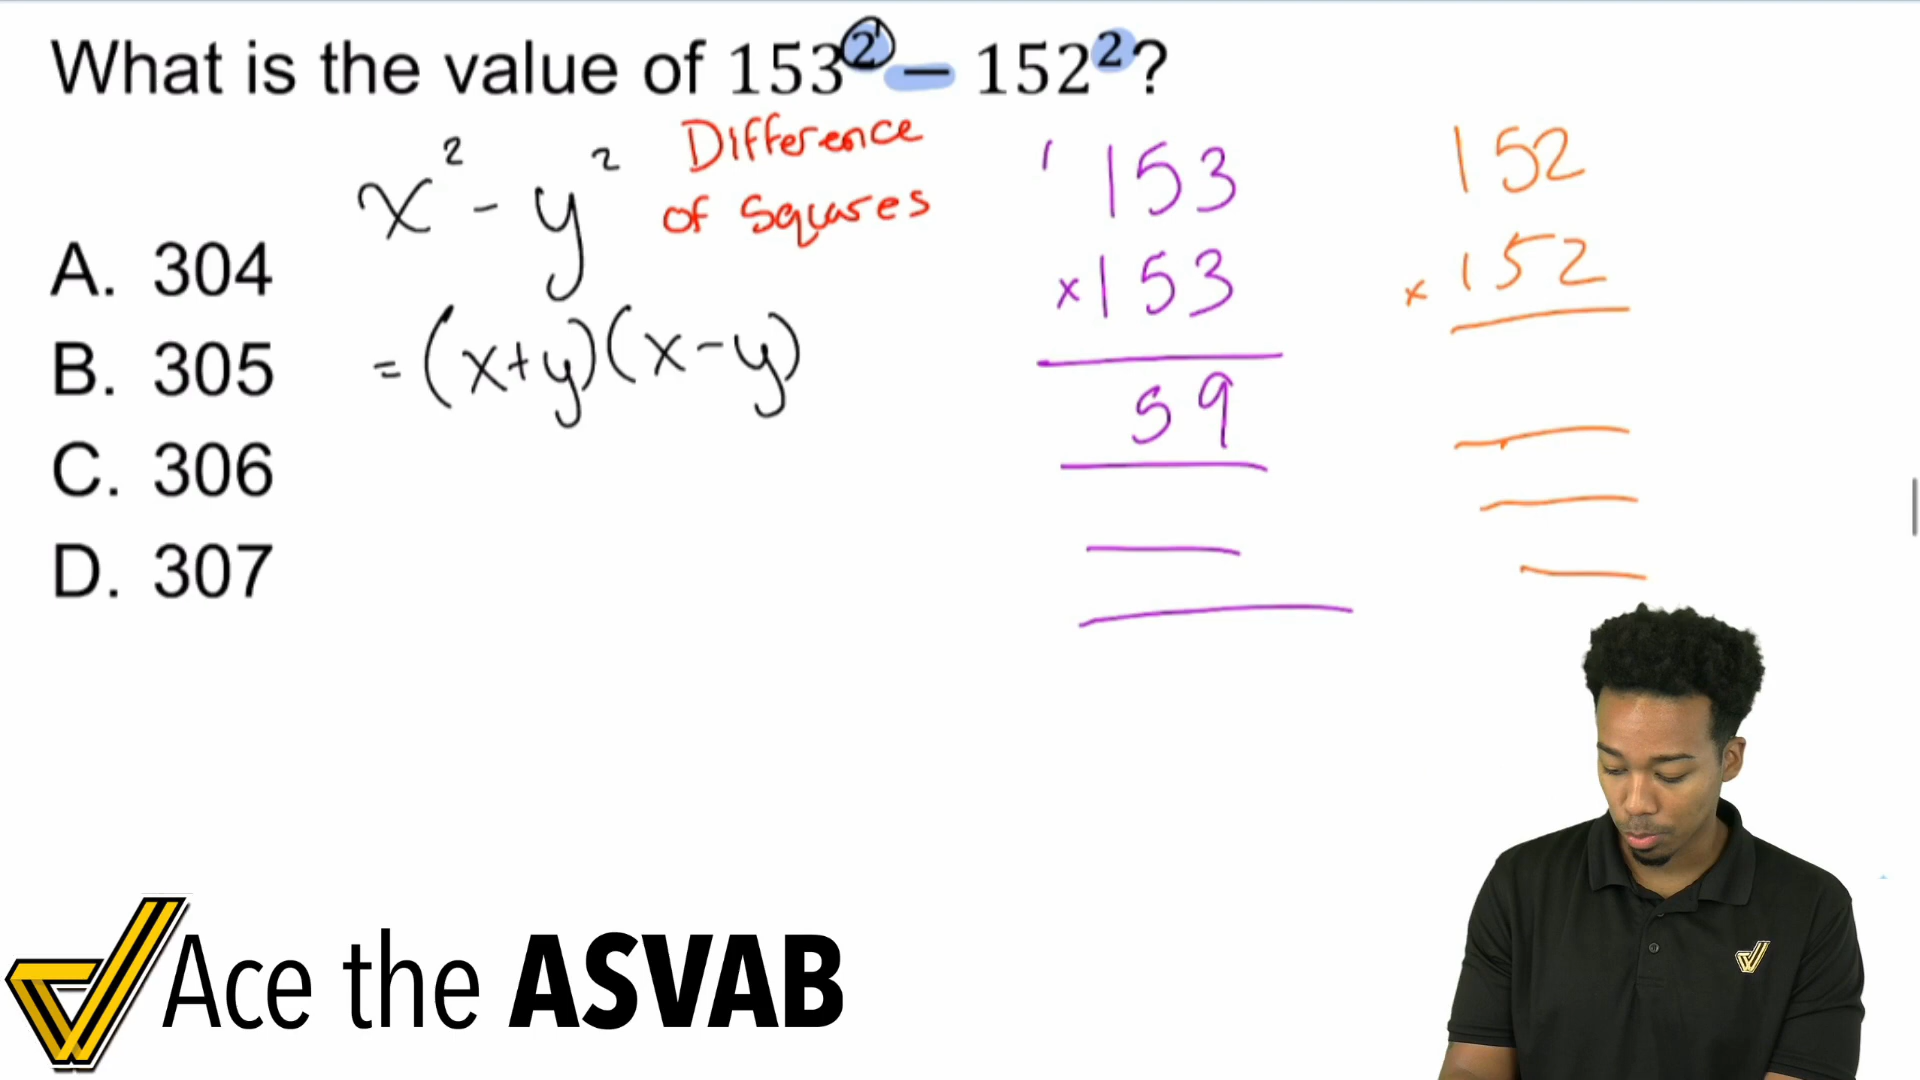 What is the value of 153² − 152²?
x² - y²
Difference
of Squares
= (x+y)(x-y)
A. 304
B. 305
C. 306
D. 307
1
153
×153
59
152
×152
Ace the ASVAB